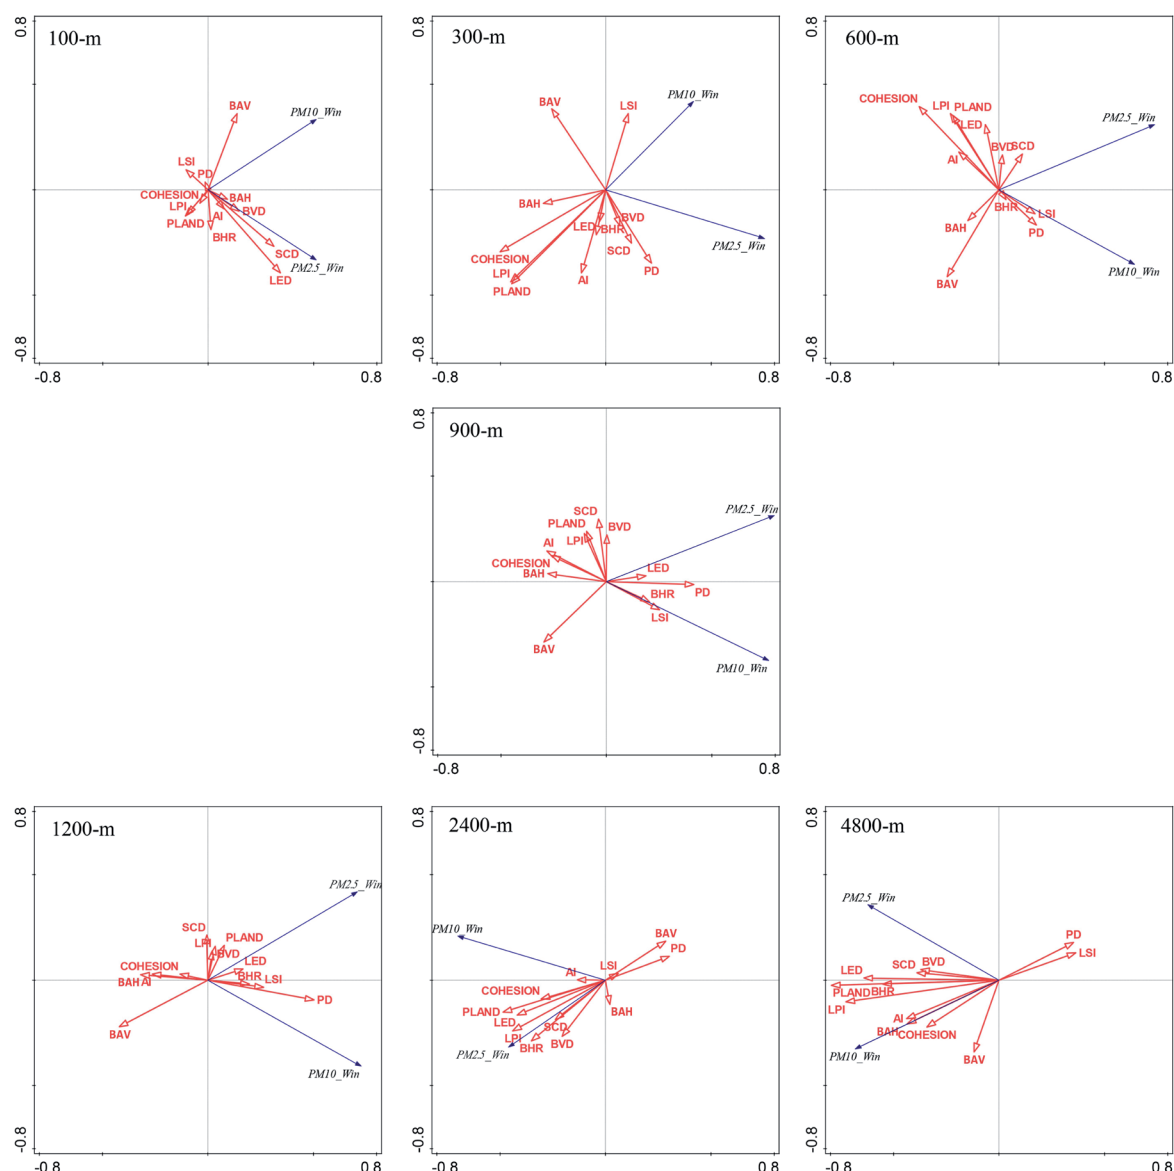 100-m
0.8
BAV
PM10_Win
LSI
PD
COHESION
BAH
LPI
AI
BVD
PLAND
BHR
SCD
PM2.5_Win
LED
-0.8
-0.8
0.8
300-m
0.8
BAV
LSI
PM10_Win
BAH
LED
BVD
BHR
SCD
PM2.5_Win
COHESION
LPI
PD
AI
PLAND
-0.8
-0.8
0.8
600-m
0.8
COHESION
LPI
PLAND
LED
PM2.5_Win
BVD
SCD
AI
BHR
LSI
BAH
PD
PM10_Win
BAV
-0.8
-0.8
0.8
900-m
0.8
SCD
PM2.5_Win
PLAND
BVD
AI
LPI
COHESION
LED
BAH
BHR
PD
LSI
BAV
PM10_Win
-0.8
-0.8
0.8
1200-m
0.8
PM2.5_Win
SCD
LPI
PLAND
BVD
COHESION
LED
BAH
AI
BHR
LSI
PD
BAV
PM10_Win
-0.8
-0.8
0.8
2400-m
0.8
PM10_Win
BAV
PD
AI
LSI
COHESION
PLAND
BAH
LED
SCD
LPI
BVD
PM2.5_Win
BHR
-0.8
-0.8
0.8
4800-m
0.8
PM2.5_Win
PD
LSI
SCD
BVD
LED
PLAND
BHR
LPI
AI
BAH
COHESION
PM10_Win
BAV
-0.8
-0.8
0.8